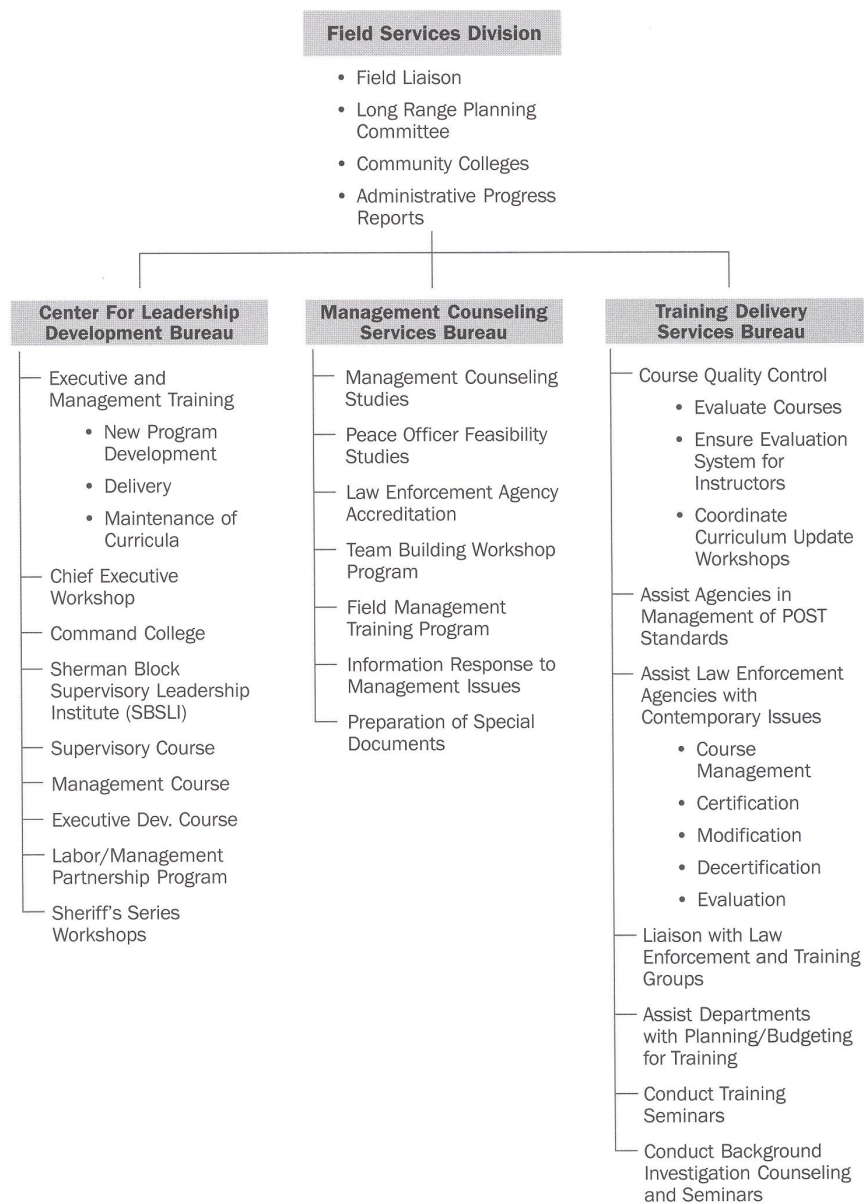 Field Services Division
• Field Liaison
• Long Range Planning
Committee
• Community Colleges
• Administrative Progress
Reports
Center For Leadership
Development Bureau
Executive and
Management Training
• New Program
Development
• Delivery
• Maintenance of
Curricula
Chief Executive
Workshop
Command College
Sherman Block
Supervisory Leadership
Institute (SBSLI)
Supervisory Course
Management Course
Executive Dev. Course
Labor/Management
Partnership Program
Sheriff's Series
Workshops
Management Counseling
Services Bureau
Management Counseling
Studies
Peace Officer Feasibility
Studies
Law Enforcement Agency
Accreditation
Team Building Workshop
Program
Field Management
Training Program
Information Response to
Management Issues
Preparation of Special
Documents
Training Delivery
Services Bureau
Course Quality Control
• Evaluate Courses
• Ensure Evaluation
System for
Instructors
• Coordinate
Curriculum Update
Workshops
Assist Agencies in
Management of POST
Standards
Assist Law Enforcement
Agencies with
Contemporary Issues
• Course
Management
• Certification
• Modification
• Decertification
• Evaluation
Liaison with Law
Enforcement and Training
Groups
Assist Departments
with Planning/Budgeting
for Training
Conduct Training
Seminars
Conduct Background
Investigation Counseling
and Seminars